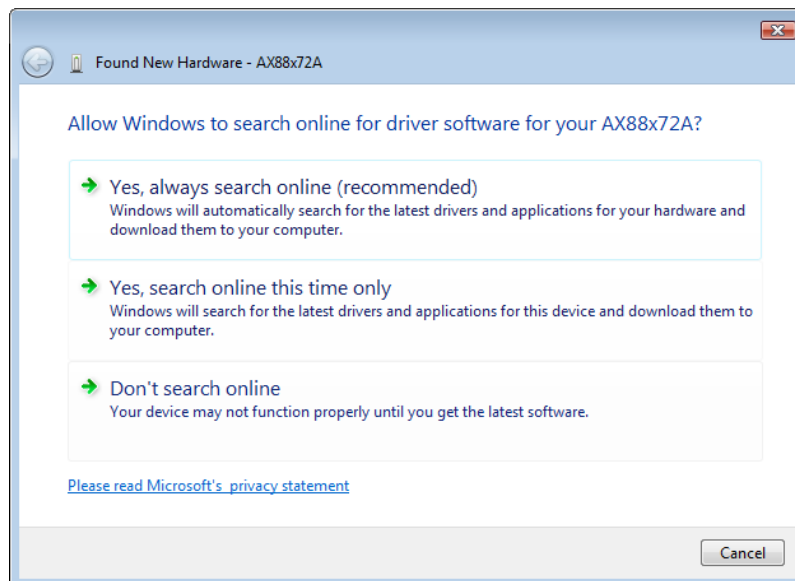 Found New Hardware - AX88x72A
Allow Windows to search online for driver software for your AX88x72A?
Yes, always search online (recommended)
Windows will automatically search for the latest drivers and applications for your hardware and
download them to your computer.
Yes, search online this time only
Windows will search for the latest drivers and applications for this device and download them to
your computer.
Don't search online
Your device may not function properly until you get the latest software.
Please read Microsoft's privacy statement
Cancel